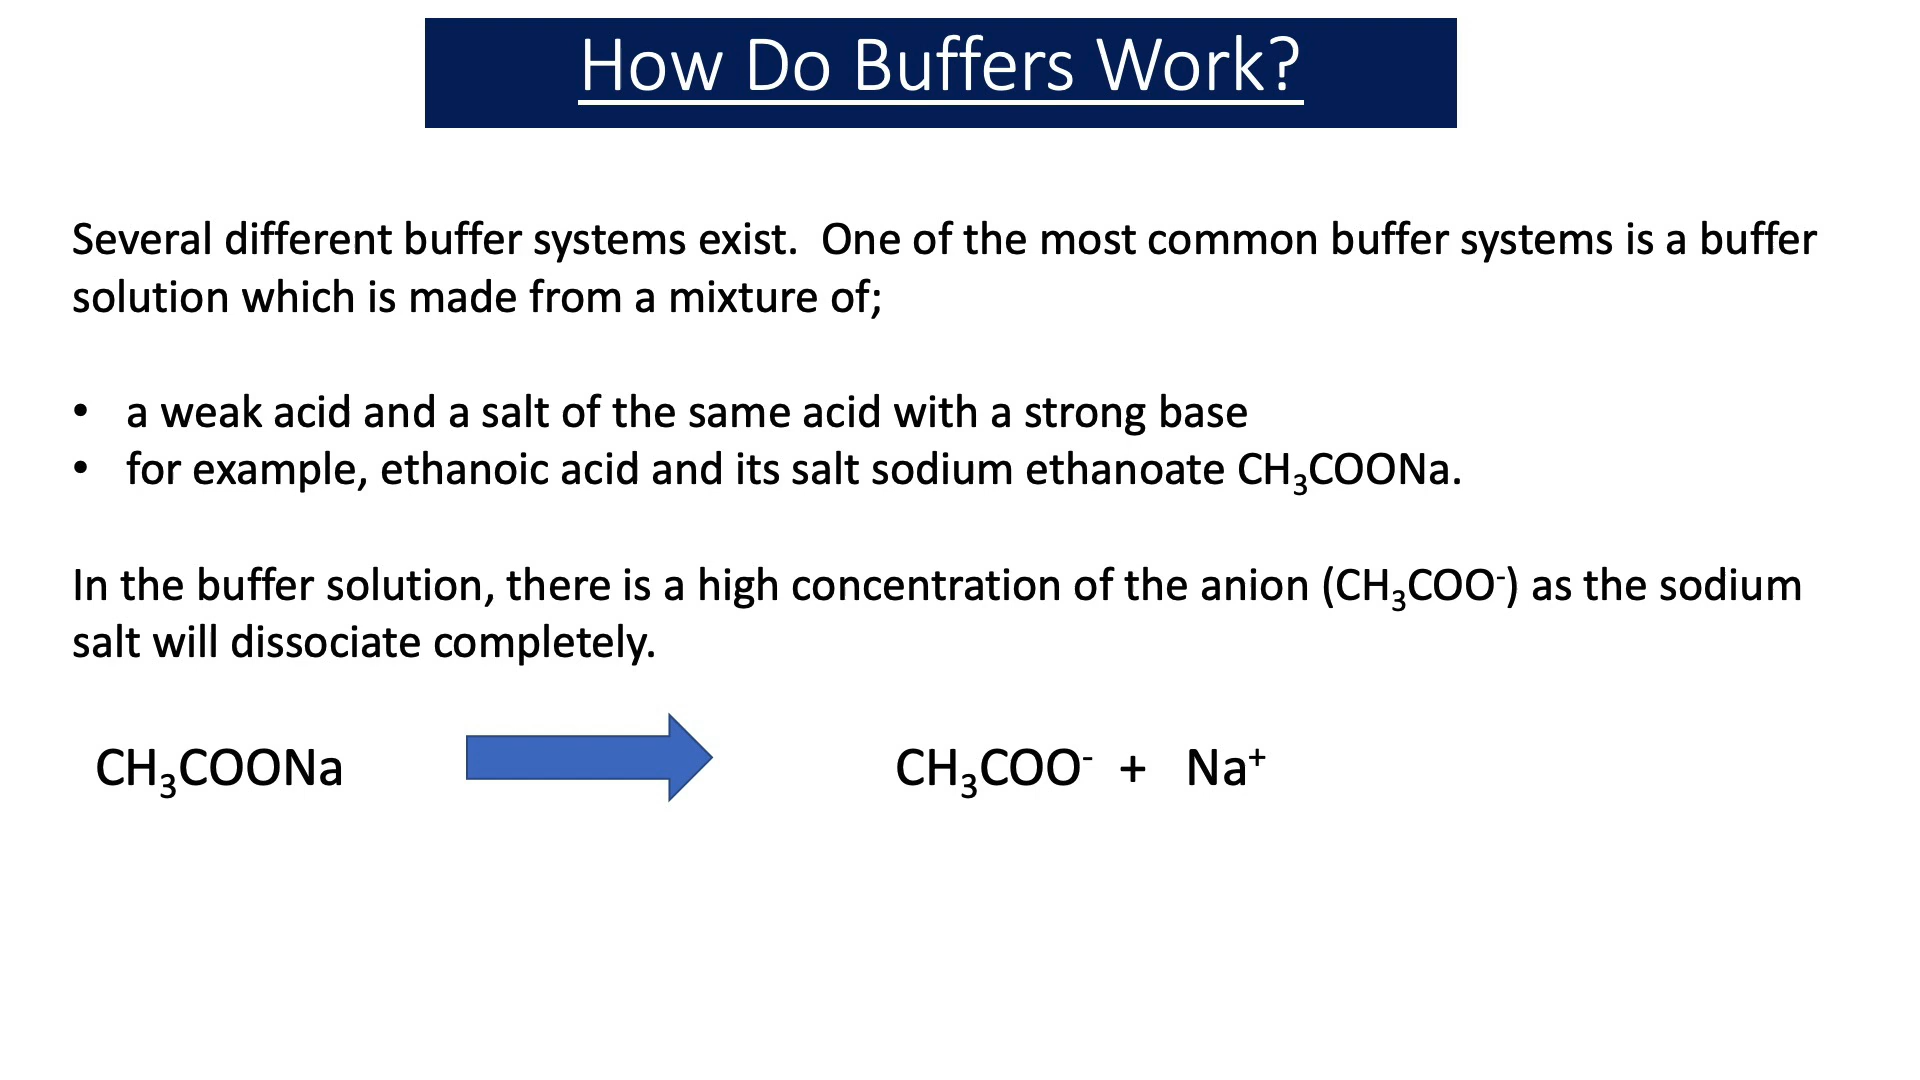 How Do Buffers Work?
Several different buffer systems exist.  One of the most common buffer systems is a buffer
solution which is made from a mixture of;
• a weak acid and a salt of the same acid with a strong base
• for example, ethanoic acid and its salt sodium ethanoate CH₃COONa.
In the buffer solution, there is a high concentration of the anion (CH₃COO⁻) as the sodium
salt will dissociate completely.
CH₃COONa CH₃COO⁻ + Na⁺